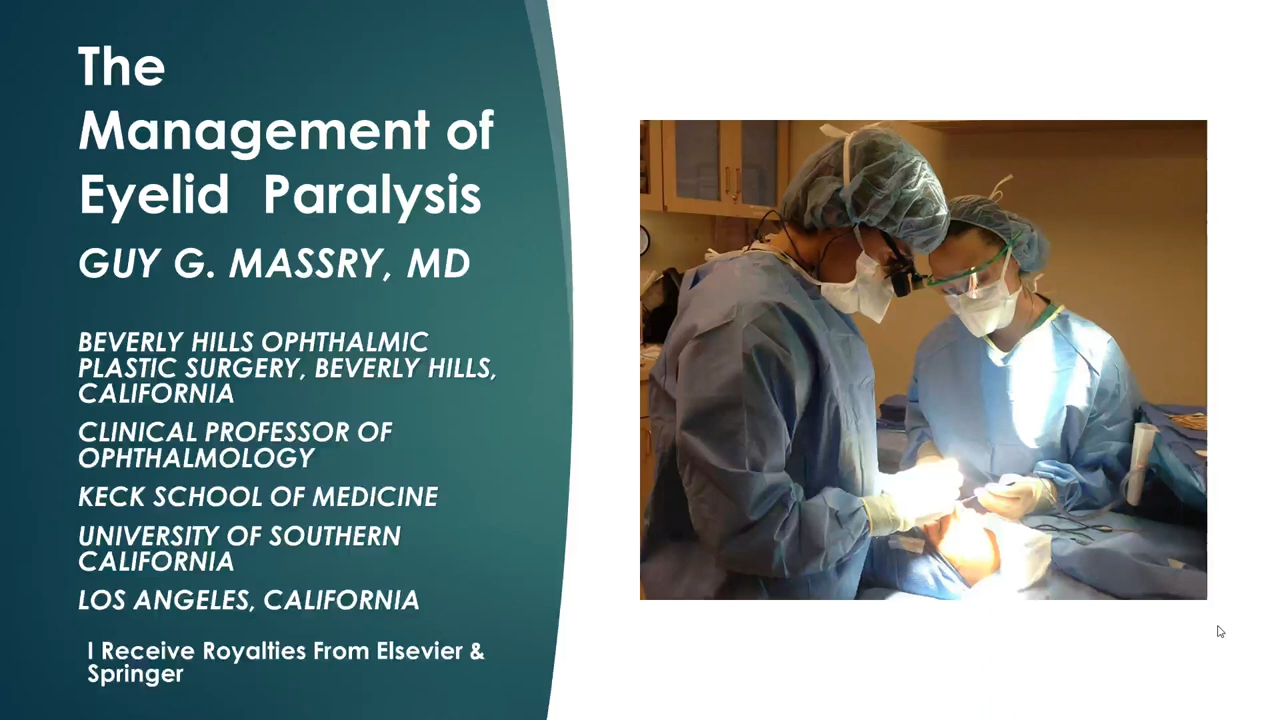 The
Management of
Eyelid  Paralysis
GUY G. MASSRY, MD
BEVERLY HILLS OPHTHALMIC
PLASTIC SURGERY, BEVERLY HILLS,
CALIFORNIA
CLINICAL PROFESSOR OF
OPHTHALMOLOGY
KECK SCHOOL OF MEDICINE
UNIVERSITY OF SOUTHERN
CALIFORNIA
LOS ANGELES, CALIFORNIA
I Receive Royalties From Elsevier &
Springer